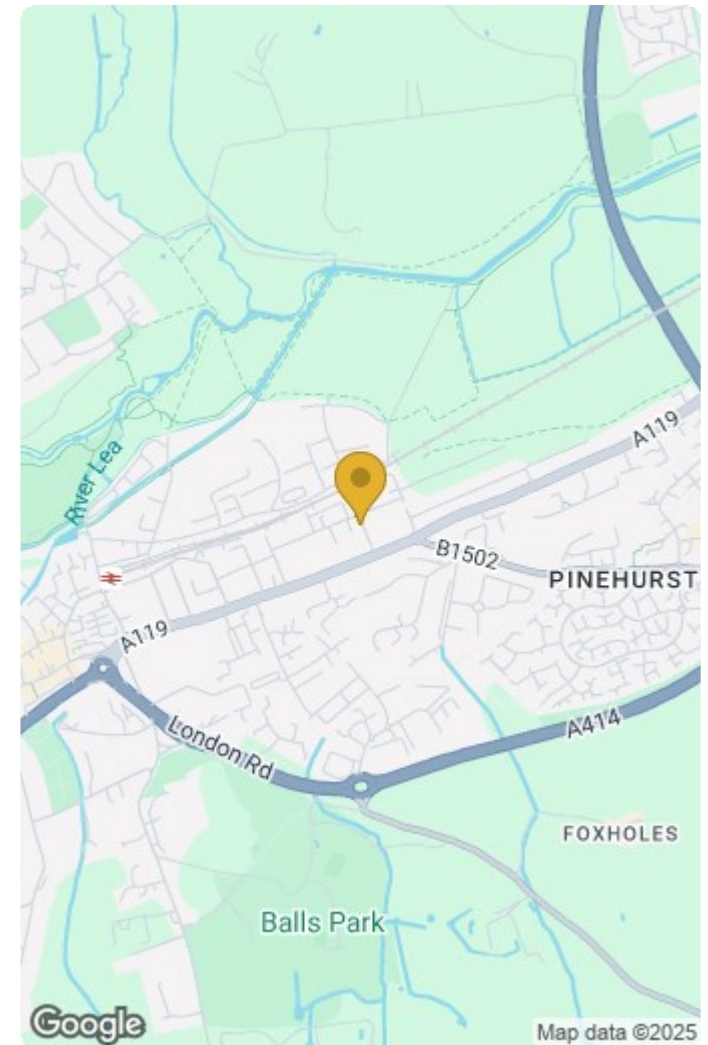 A119
River Lea
B1502
PINEHURST
A119
London Rd
A414
FOXHOLES
Balls Park
Google
Map data ©2025